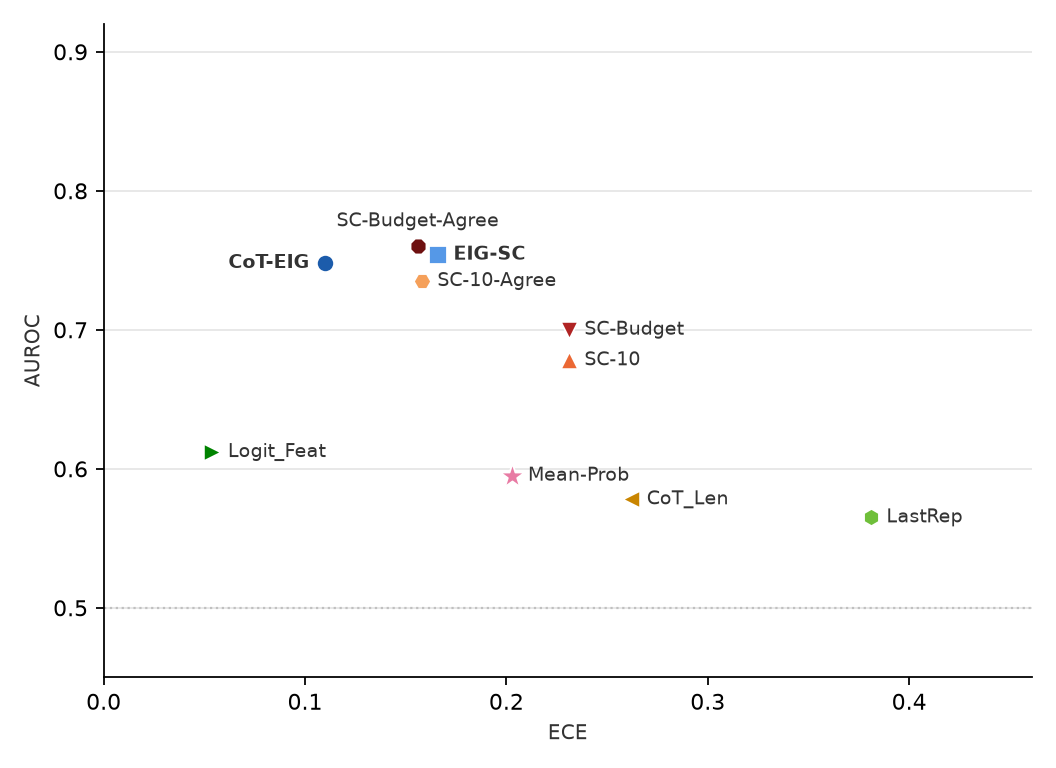 0.9
0.8
SC-Budget-Agree
EIG-SC
CoT-EIG
SC-10-Agree
0.7
SC-Budget
SC-10
AUROC
Logit_Feat
0.6
Mean-Prob
CoT_Len
LastRep
0.5
0.0 0.1 0.2 0.3 0.4
ECE